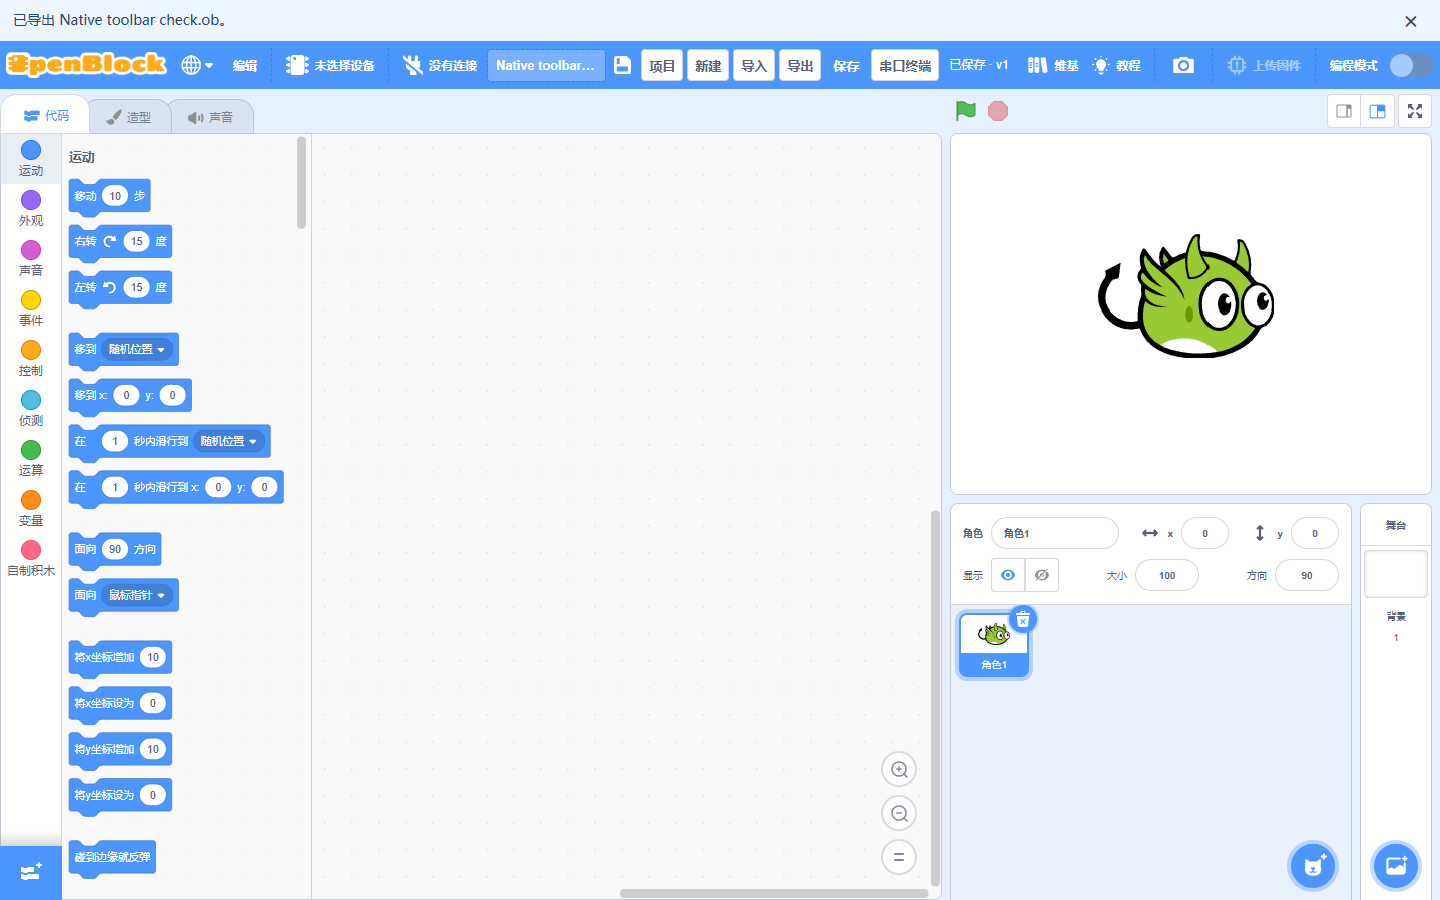 已导出 Native toolbar check.ob。
OpenBlock
编辑
未选择设备
没有连接
Native toolbar...
项目
新建
导入
导出
保存
串口终端
已保存 · v1
维基
教程
上传固件
编程模式
代码
造型
声音
运动
外观
声音
事件
控制
侦测
运算
变量
自制积木
运动
移动 10 步
右转 15 度
左转 15 度
移到 随机位置
移到 x: 0 y: 0
在 1 秒内滑行到 随机位置
在 1 秒内滑行到 x: 0 y: 0
面向 90 方向
面向 鼠标指针
将x坐标增加 10
将x坐标设为 0
将y坐标增加 10
将y坐标设为 0
碰到边缘就反弹
角色 角色1 x 0 y 0
显示 大小 100 方向 90
角色1
舞台
背景
1